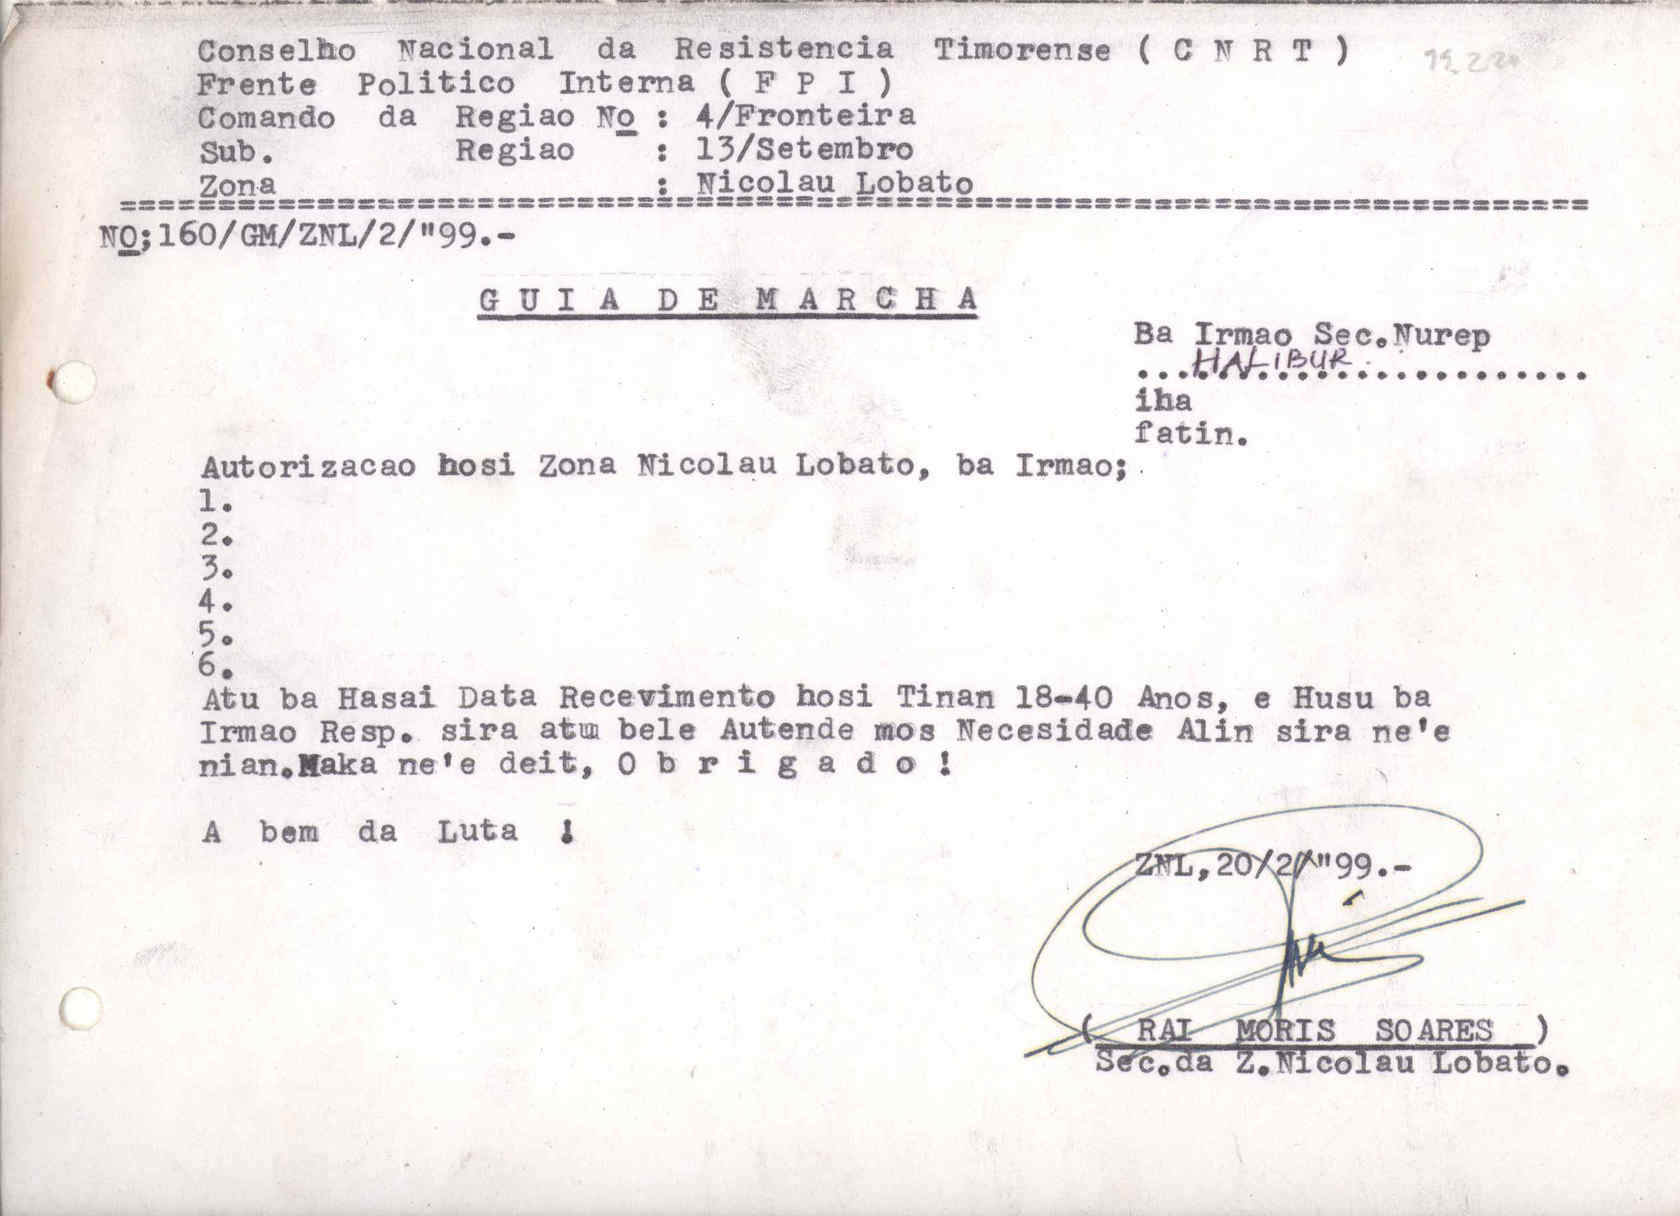 Conselho Nacional da Resistencia Timorense ( C N R T )
Frente Politico Interna ( F P I )
Comando da Regiao No : 4/Fronteira
Sub. Regiao : 13/Setembro
Zona : Nicolau Lobato
==========================================================================
NO;160/GM/ZNL/2/"99.-
G U I A D E M A R C H A
Ba Irmao Sec.Nurep
...HALIBUR...................
iha
fatin.
Autorizacao hosi Zona Nicolau Lobato, ba Irmao;
1.
2.
3.
4.
5.
6.
Atu ba Hasai Data Recevimento hosi Tinan 18-40 Anos, e Husu ba
Irmao Resp. sira atu bele Autende mos Necesidade Alin sira ne'e
nian.Maka ne'e deit, O b r i g a d o !
A bem da Luta !
ZNL,20/2/"99.-
( RAI MORIS SOARES )
Sec.da Z.Nicolau Lobato.